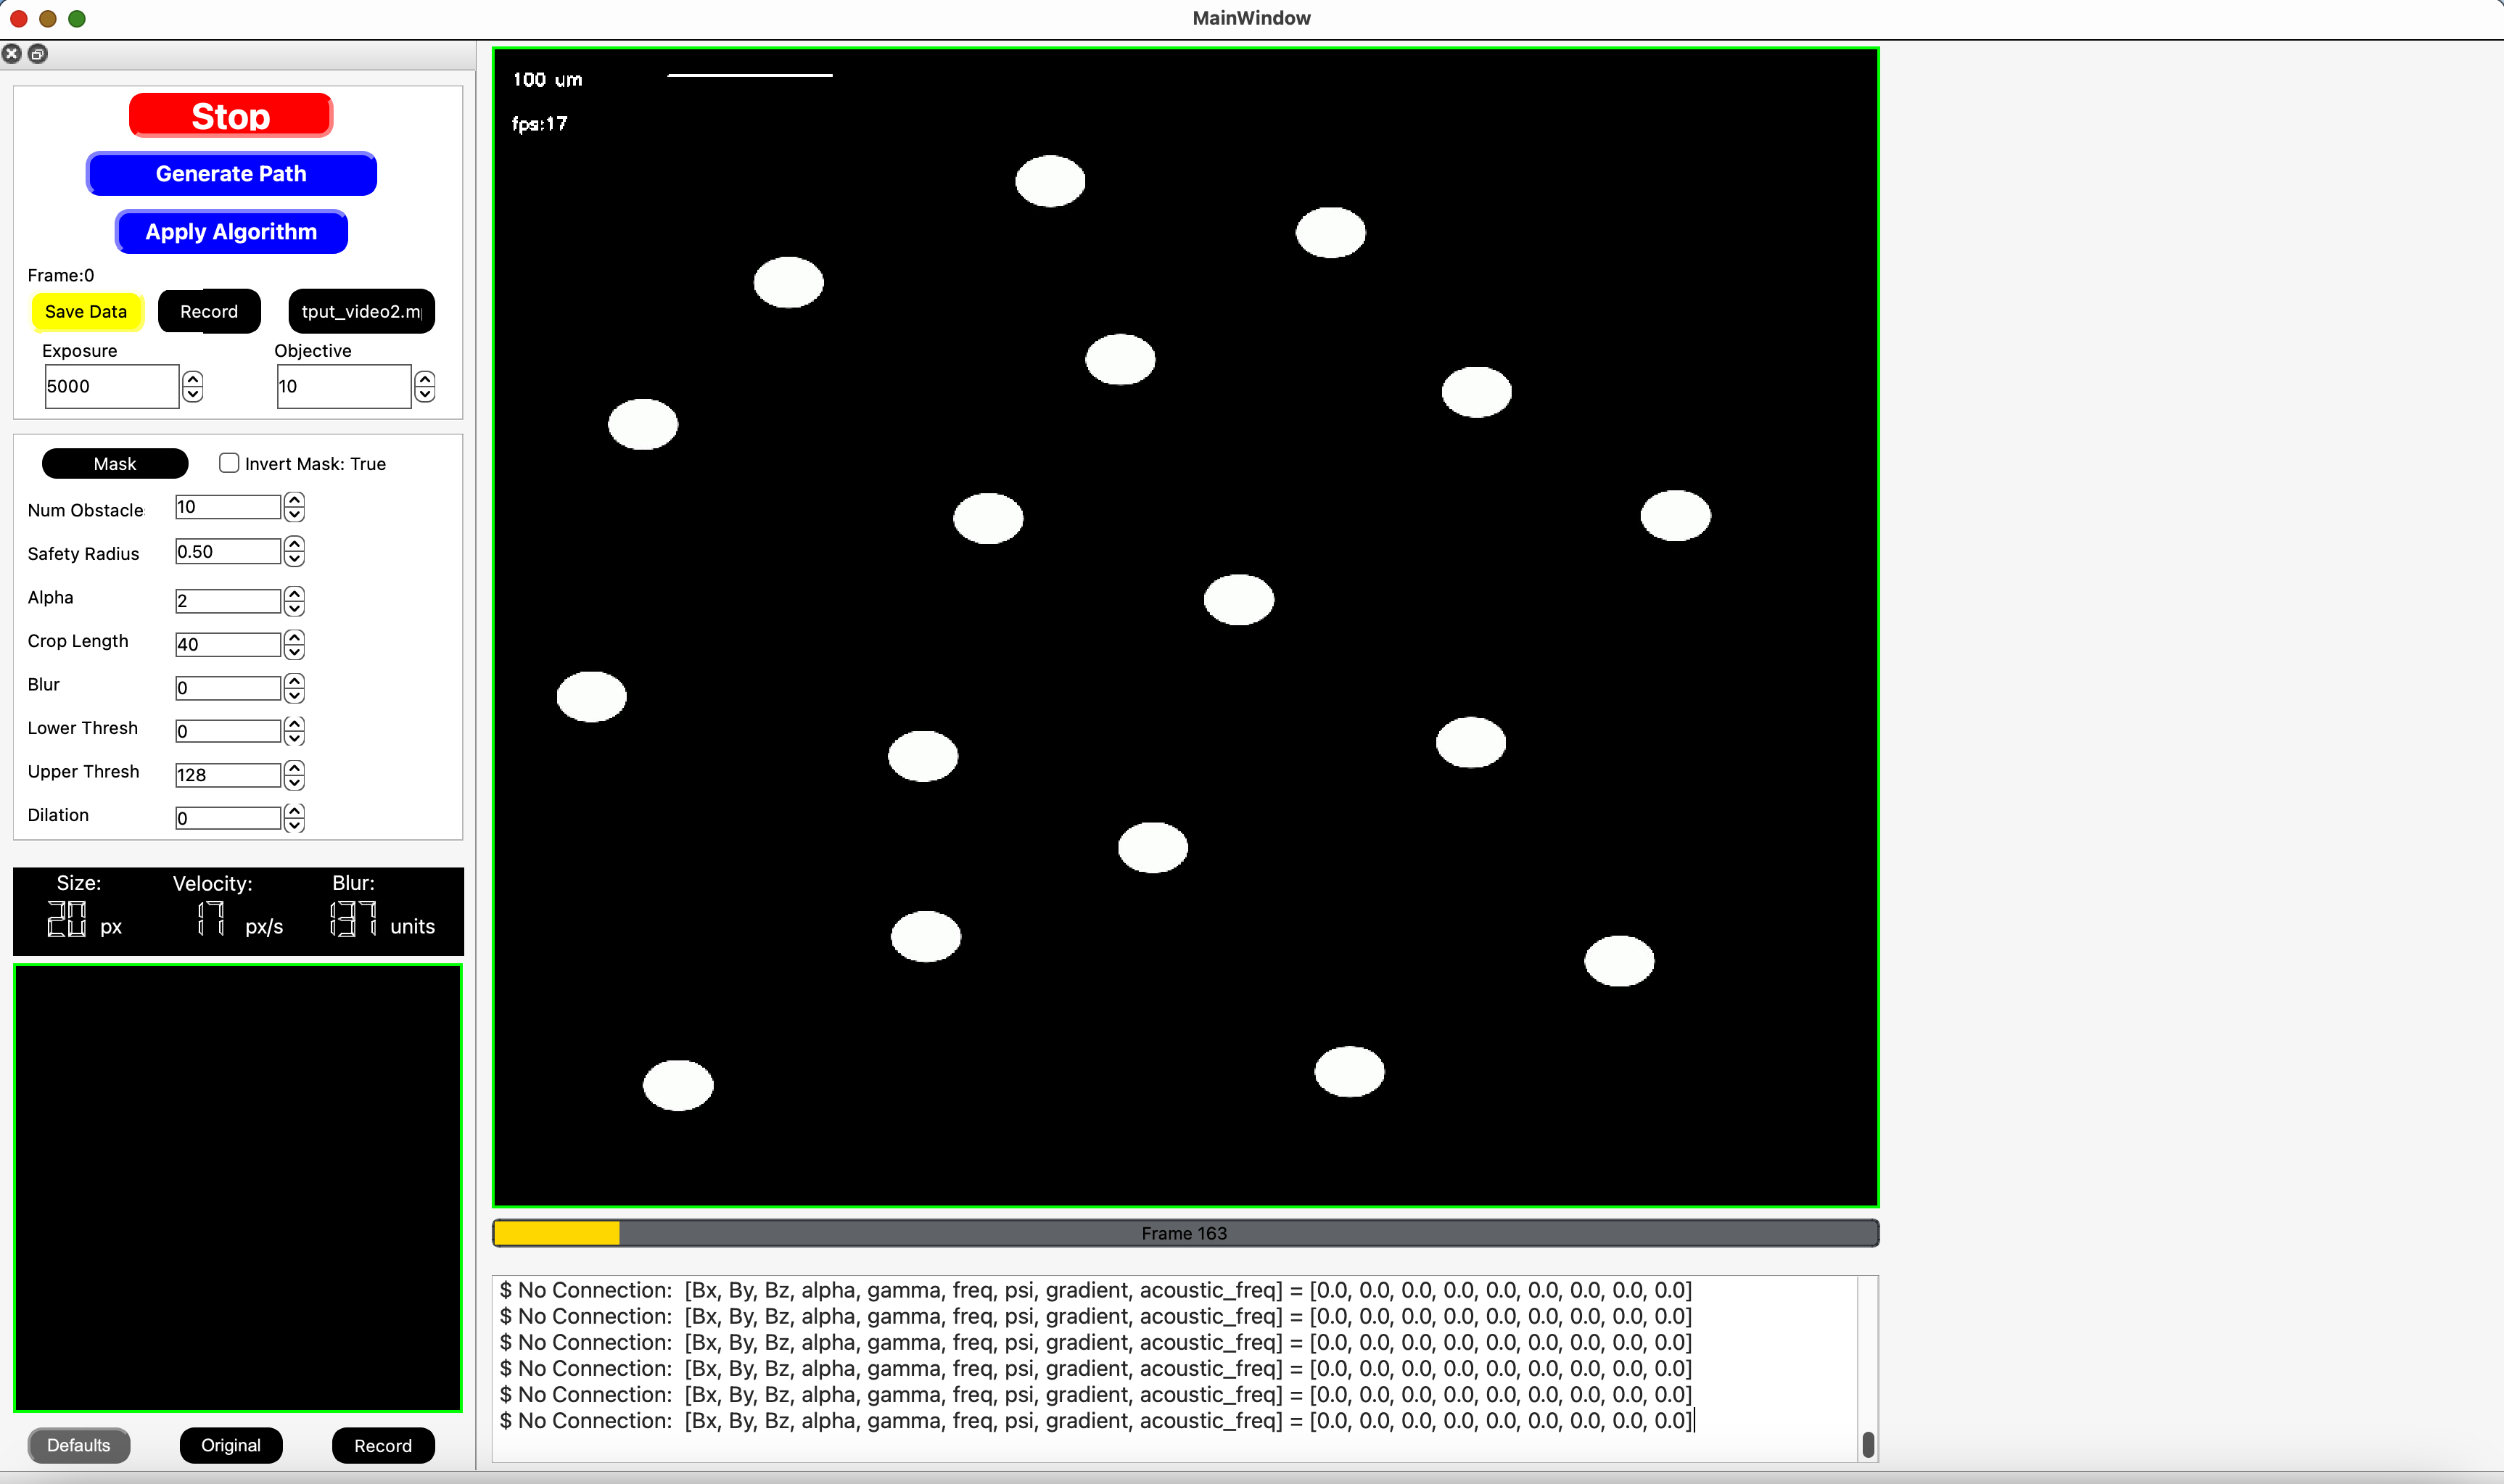 MainWindow
Stop
Generate Path
Apply Algorithm
Frame:0
Save Data Record tput_video2.m
Exposure Objective
5000 10
Mask Invert Mask: True
Num Obstacle 10
Safety Radius 0.50
Alpha 2
Crop Length 40
Blur 0
Lower Thresh 0
Upper Thresh 128
Dilation 0
Size: Velocity: Blur:
20 px 17 px/s 137 units
Defaults Original Record
100 um
fps:17
Frame 163
$ No Connection: [Bx, By, Bz, alpha, gamma, freq, psi, gradient, acoustic_freq] = [0.0, 0.0, 0.0, 0.0, 0.0, 0.0, 0.0, 0.0, 0.0]
$ No Connection: [Bx, By, Bz, alpha, gamma, freq, psi, gradient, acoustic_freq] = [0.0, 0.0, 0.0, 0.0, 0.0, 0.0, 0.0, 0.0, 0.0]
$ No Connection: [Bx, By, Bz, alpha, gamma, freq, psi, gradient, acoustic_freq] = [0.0, 0.0, 0.0, 0.0, 0.0, 0.0, 0.0, 0.0, 0.0]
$ No Connection: [Bx, By, Bz, alpha, gamma, freq, psi, gradient, acoustic_freq] = [0.0, 0.0, 0.0, 0.0, 0.0, 0.0, 0.0, 0.0, 0.0]
$ No Connection: [Bx, By, Bz, alpha, gamma, freq, psi, gradient, acoustic_freq] = [0.0, 0.0, 0.0, 0.0, 0.0, 0.0, 0.0, 0.0, 0.0]
$ No Connection: [Bx, By, Bz, alpha, gamma, freq, psi, gradient, acoustic_freq] = [0.0, 0.0, 0.0, 0.0, 0.0, 0.0, 0.0, 0.0, 0.0]